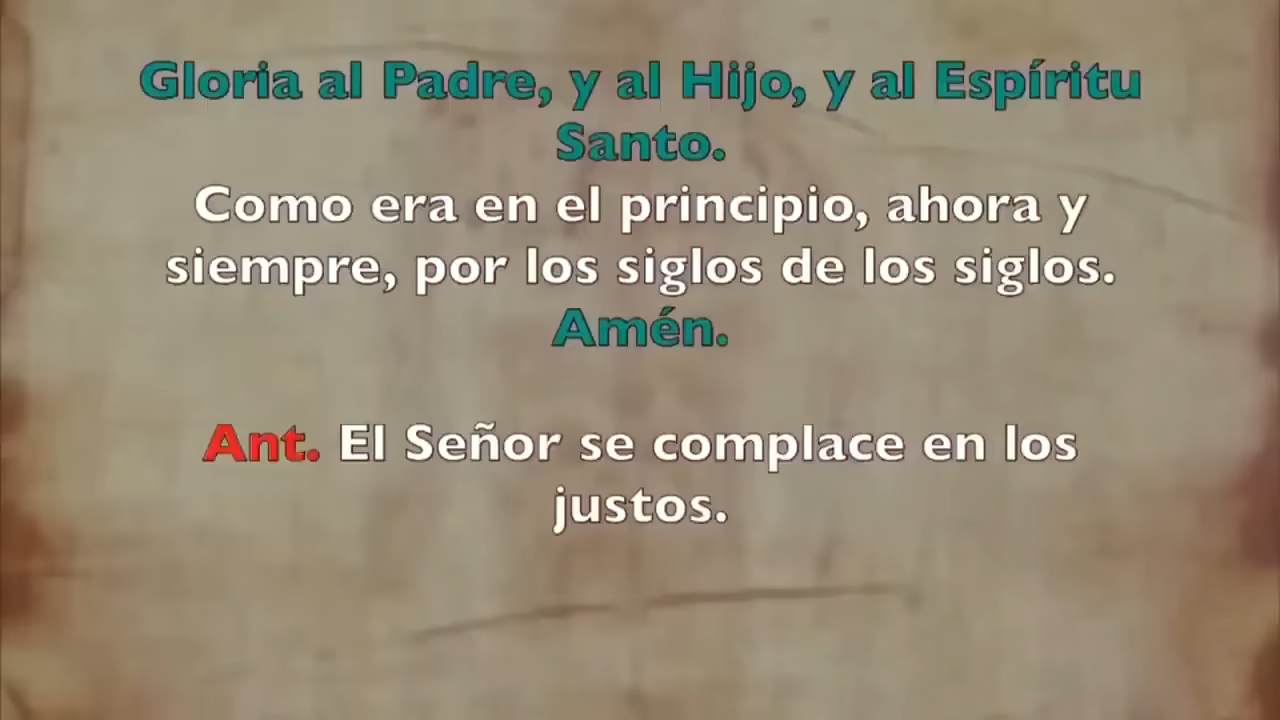 Gloria al Padre, y al Hijo, y al Espíritu
Santo.
Como era en el principio, ahora y
siempre, por los siglos de los siglos.
Amén.
Ant. El Señor se complace en los
justos.